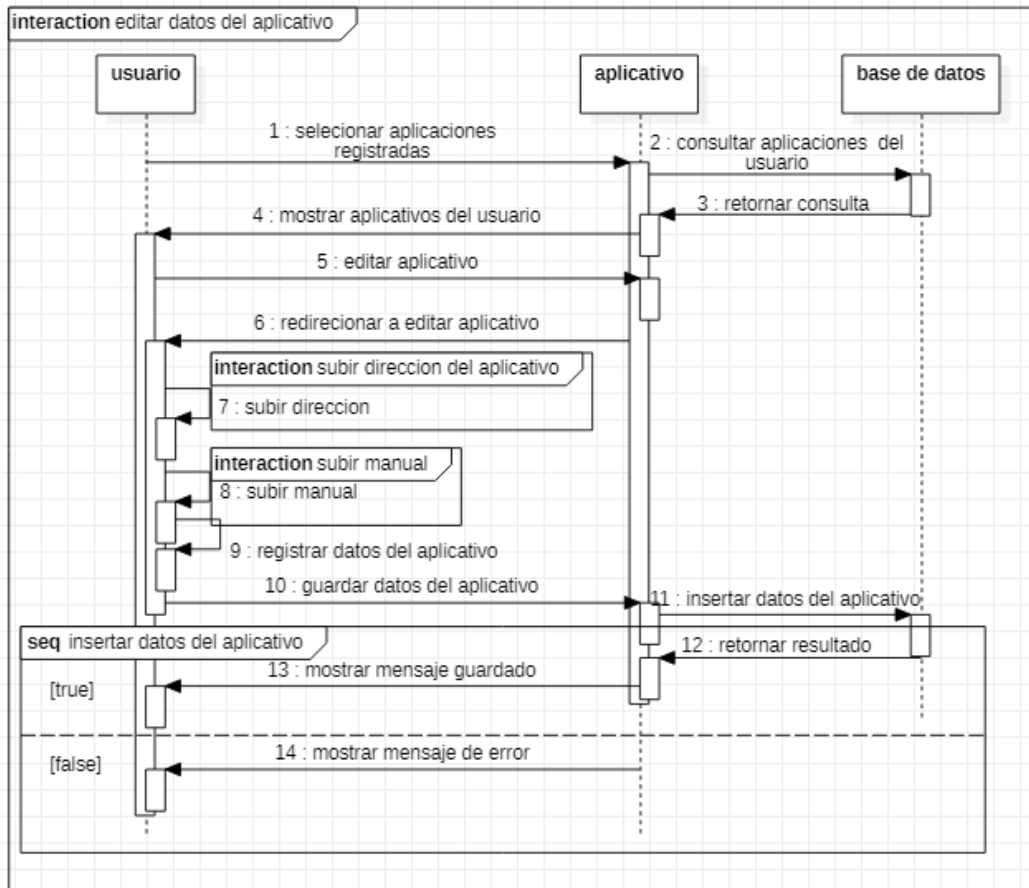 interaction editar datos del aplicativo
usuario
aplicativo
base de datos
1 : selecionar aplicaciones
registradas
2 : consultar aplicaciones del
usuario
3 : retornar consulta
4 : mostrar aplicativos del usuario
5 : editar aplicativo
6 : redirecionar a editar aplicativo
interaction subir direccion del aplicativo
7 : subir direccion
interaction subir manual
8 : subir manual
9 : registrar datos del aplicativo
10 : guardar datos del aplicativo
11 : insertar datos del aplicativo
seq insertar datos del aplicativo
12 : retornar resultado
13 : mostrar mensaje guardado
[true]
14 : mostrar mensaje de error
[false]